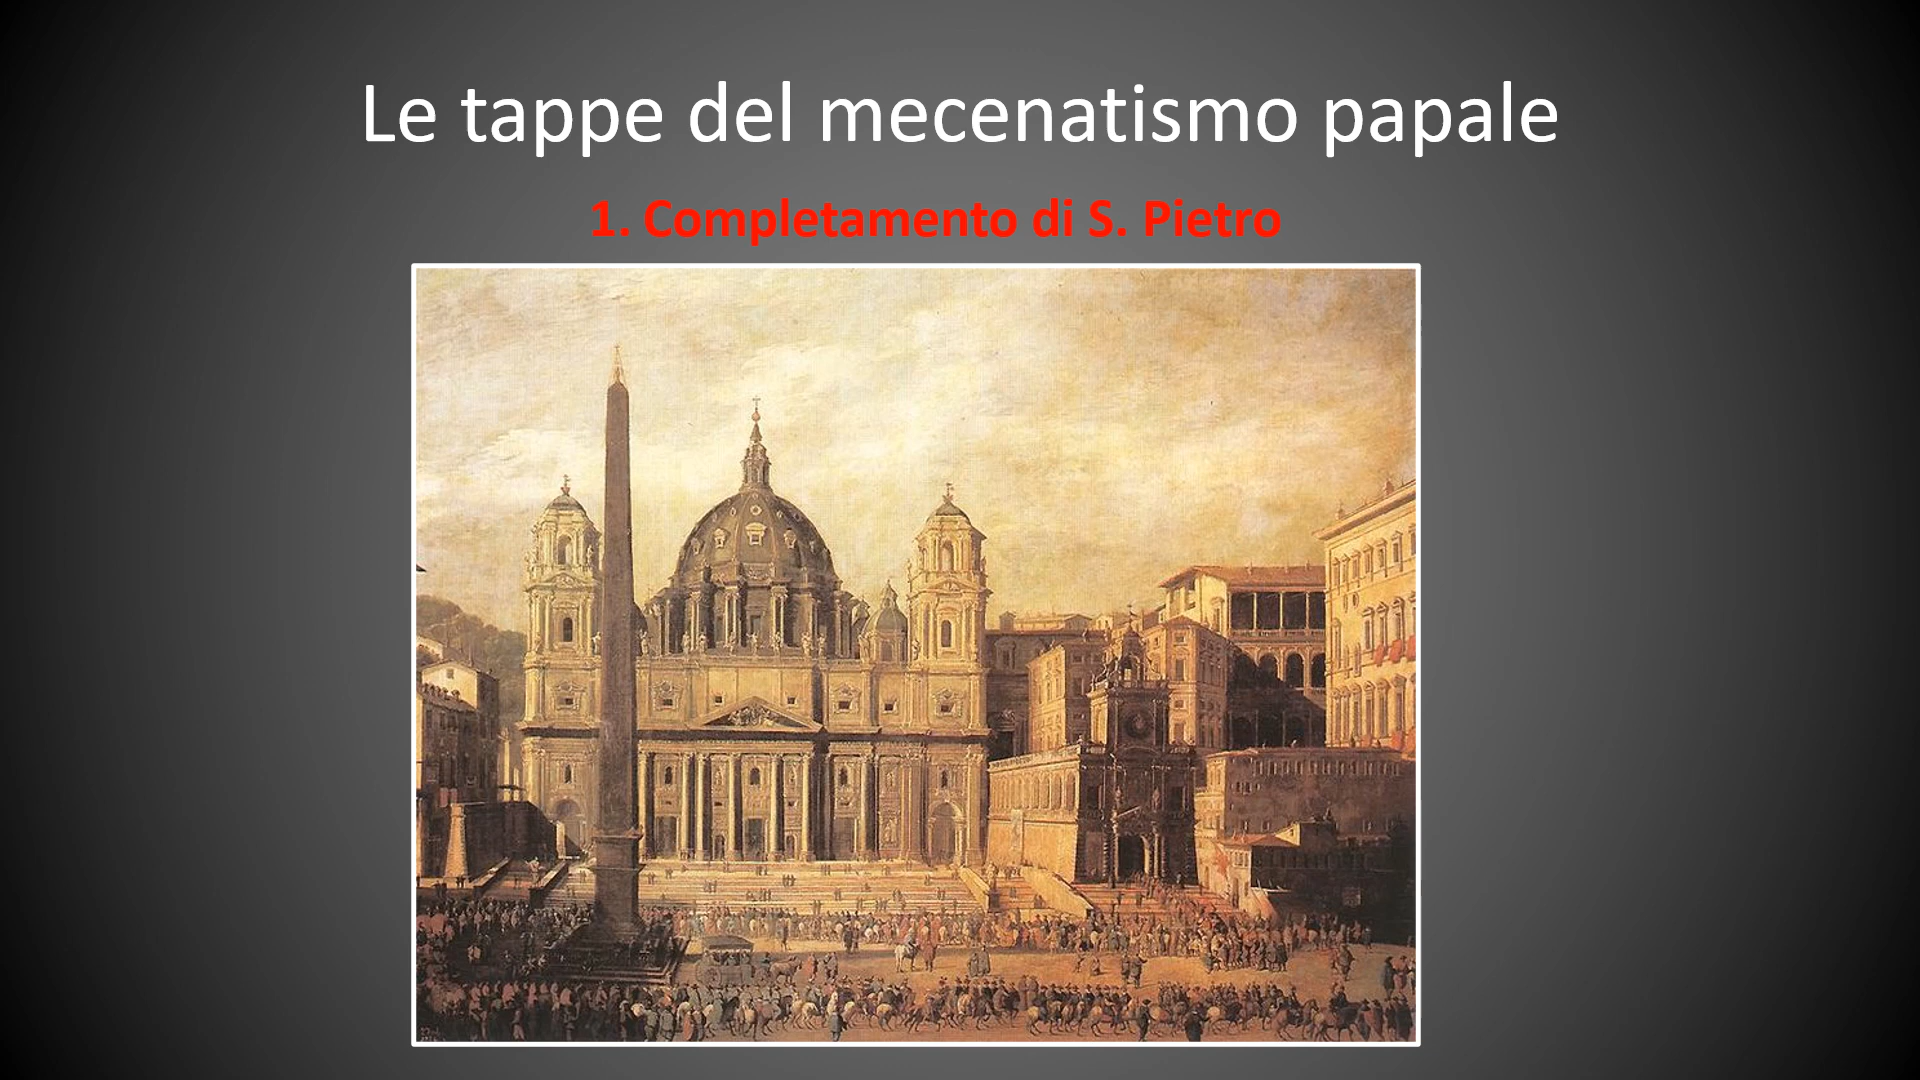 Le tappe del mecenatismo papale
1. Completamento di S. Pietro